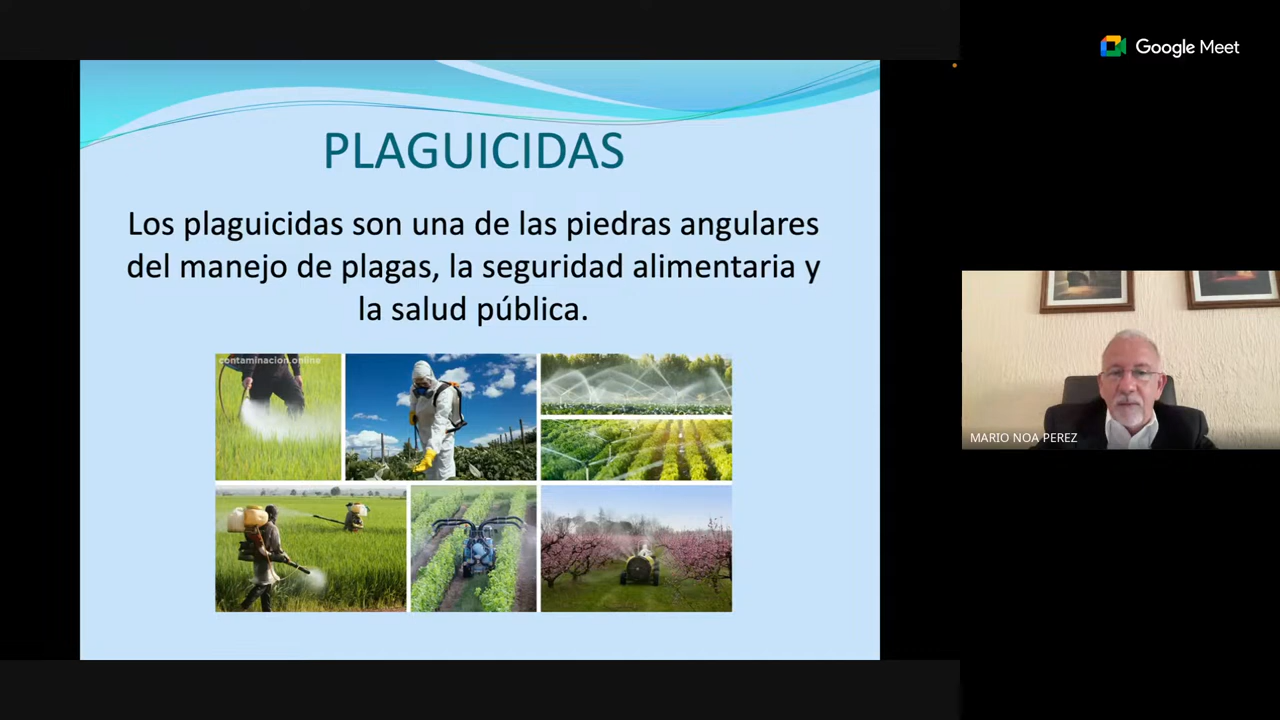 Google Meet
PLAGUICIDAS
Los plaguicidas son una de las piedras angulares
del manejo de plagas, la seguridad alimentaria y
la salud pública.
contaminacion.online
MARIO NOA PEREZ